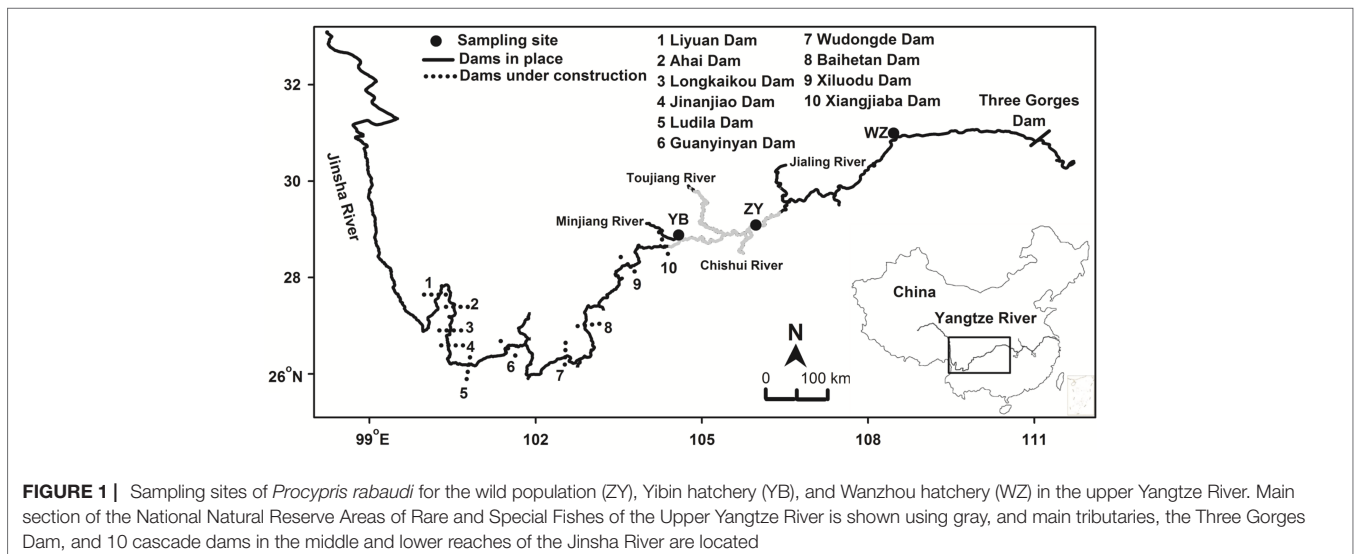 Sampling site
Dams in place
Dams under construction
1 Liyuan Dam
2 Ahai Dam
3 Longkaikou Dam
4 Jinanjiao Dam
5 Ludila Dam
6 Guanyinyan Dam
7 Wudongde Dam
8 Baihetan Dam
9 Xiluodu Dam
10 Xiangjiaba Dam
Three Gorges
Dam
WZ
Jialing River
Toujiang River
ZY
YB
Minjiang River
Chishui River
Jinsha River
1
2
3
4
5
6
7
8
9
10
China
Yangtze River
N
0 100 km
32
30
28
26°N
99°E
102
105
108
111
FIGURE 1 | Sampling sites of Procypris rabaudi for the wild population (ZY), Yibin hatchery (YB), and Wanzhou hatchery (WZ) in the upper Yangtze River. Main
section of the National Natural Reserve Areas of Rare and Special Fishes of the Upper Yangtze River is shown using gray, and main tributaries, the Three Gorges
Dam, and 10 cascade dams in the middle and lower reaches of the Jinsha River are located